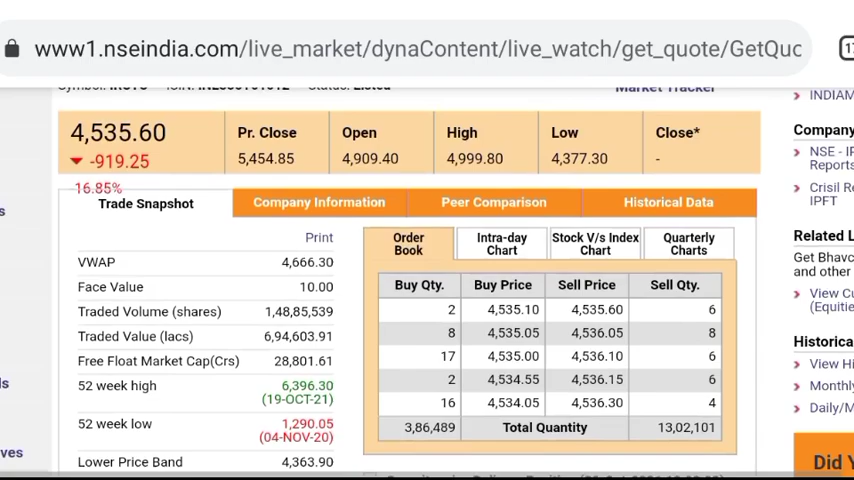 www1.nseindia.com/live_market/dynaContent/live_watch/get_quote/GetQuo
Status: Listed
Market Tracker
INDIAM
4,535.60 Pr. Close Open High Low Close*
-919.25 5,454.85 4,909.40 4,999.80 4,377.30 -
-16.85%
Trade Snapshot Company Information Peer Comparison Historical Data
Print
VWAP 4,666.30
Face Value 10.00
Traded Volume (shares) 1,48,85,539
Traded Value (lacs) 6,94,603.91
Free Float Market Cap(Crs) 28,801.61
52 week high 6,396.30
(19-OCT-21)
52 week low 1,290.05
(04-NOV-20)
Lower Price Band 4,363.90
Order Book Intra-day Chart Stock V/s Index Chart Quarterly Charts
Buy Qty. Buy Price Sell Price Sell Qty.
2 4,535.10 4,535.60 6
8 4,535.05 4,536.05 8
17 4,535.00 4,536.10 6
2 4,534.55 4,536.15 6
16 4,534.05 4,536.30 4
3,86,489 Total Quantity 13,02,101
Company
NSE - IP
Reports
Crisil Re
IPFT
Related L
Get Bhavc
and other
View Cu
(Equitie
Historica
View Hi
Monthly
Daily/M
Did Y
s
ls
ves